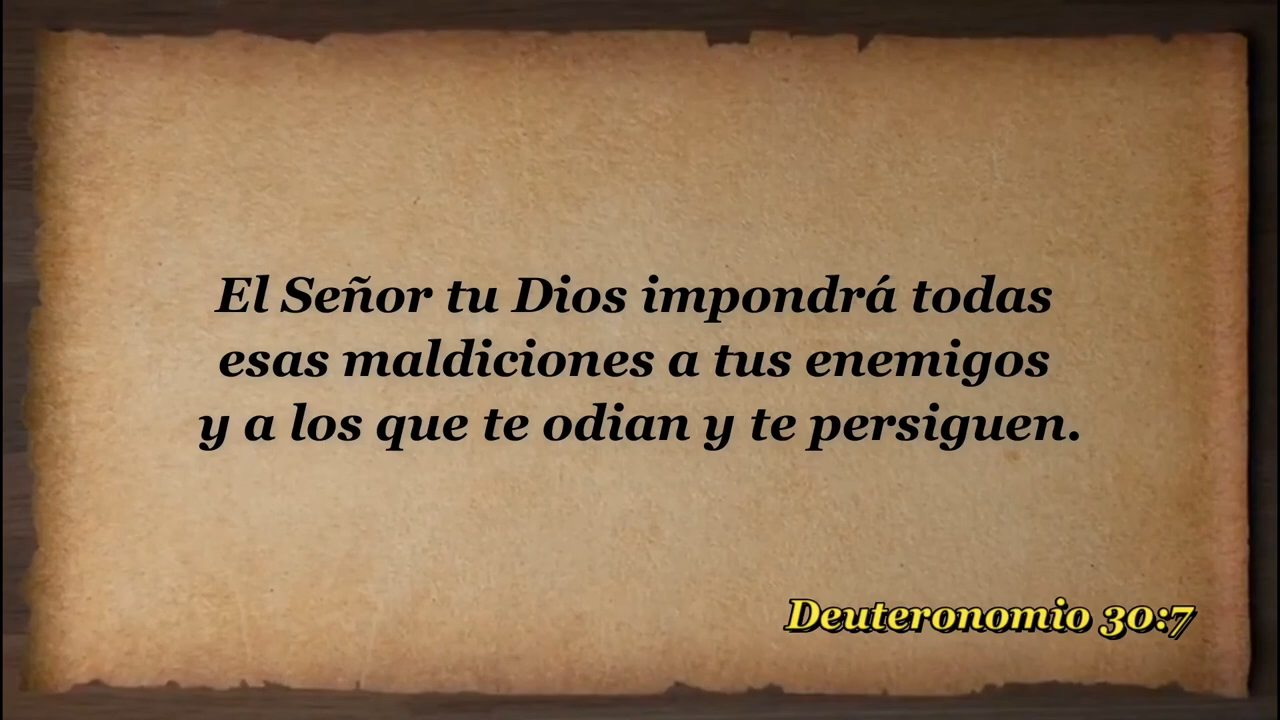 El Señor tu Dios impondrá todas
esas maldiciones a tus enemigos
y a los que te odian y te persiguen.
Deuteronomio 30:7